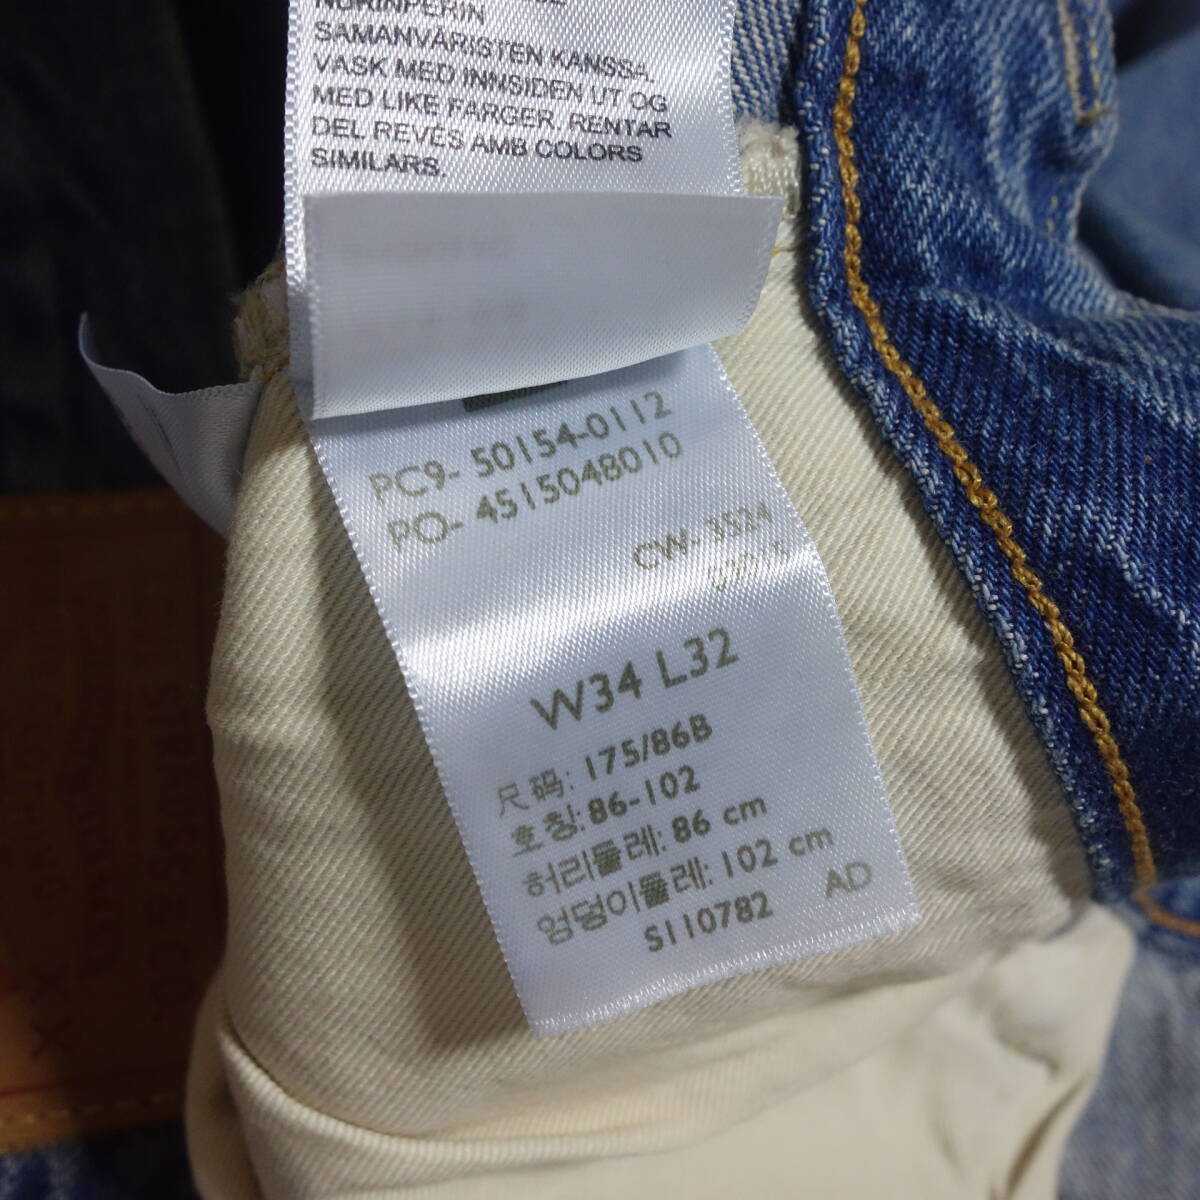 NURINPERIN
SAMANVÄRISTEN KANSSA.
VASK MED INNSIDEN UT OG
MED LIKE FARGER. RENTAR
DEL REVÉS AMB COLORS
SIMILARS.
PC9- 50154-0112
PO- 4515048010
CW- 3524
W34 L32
尺码: 175/86B
호칭: 86-102
허리둘레: 86 cm
엉덩이둘레: 102 cm
S110782 AD